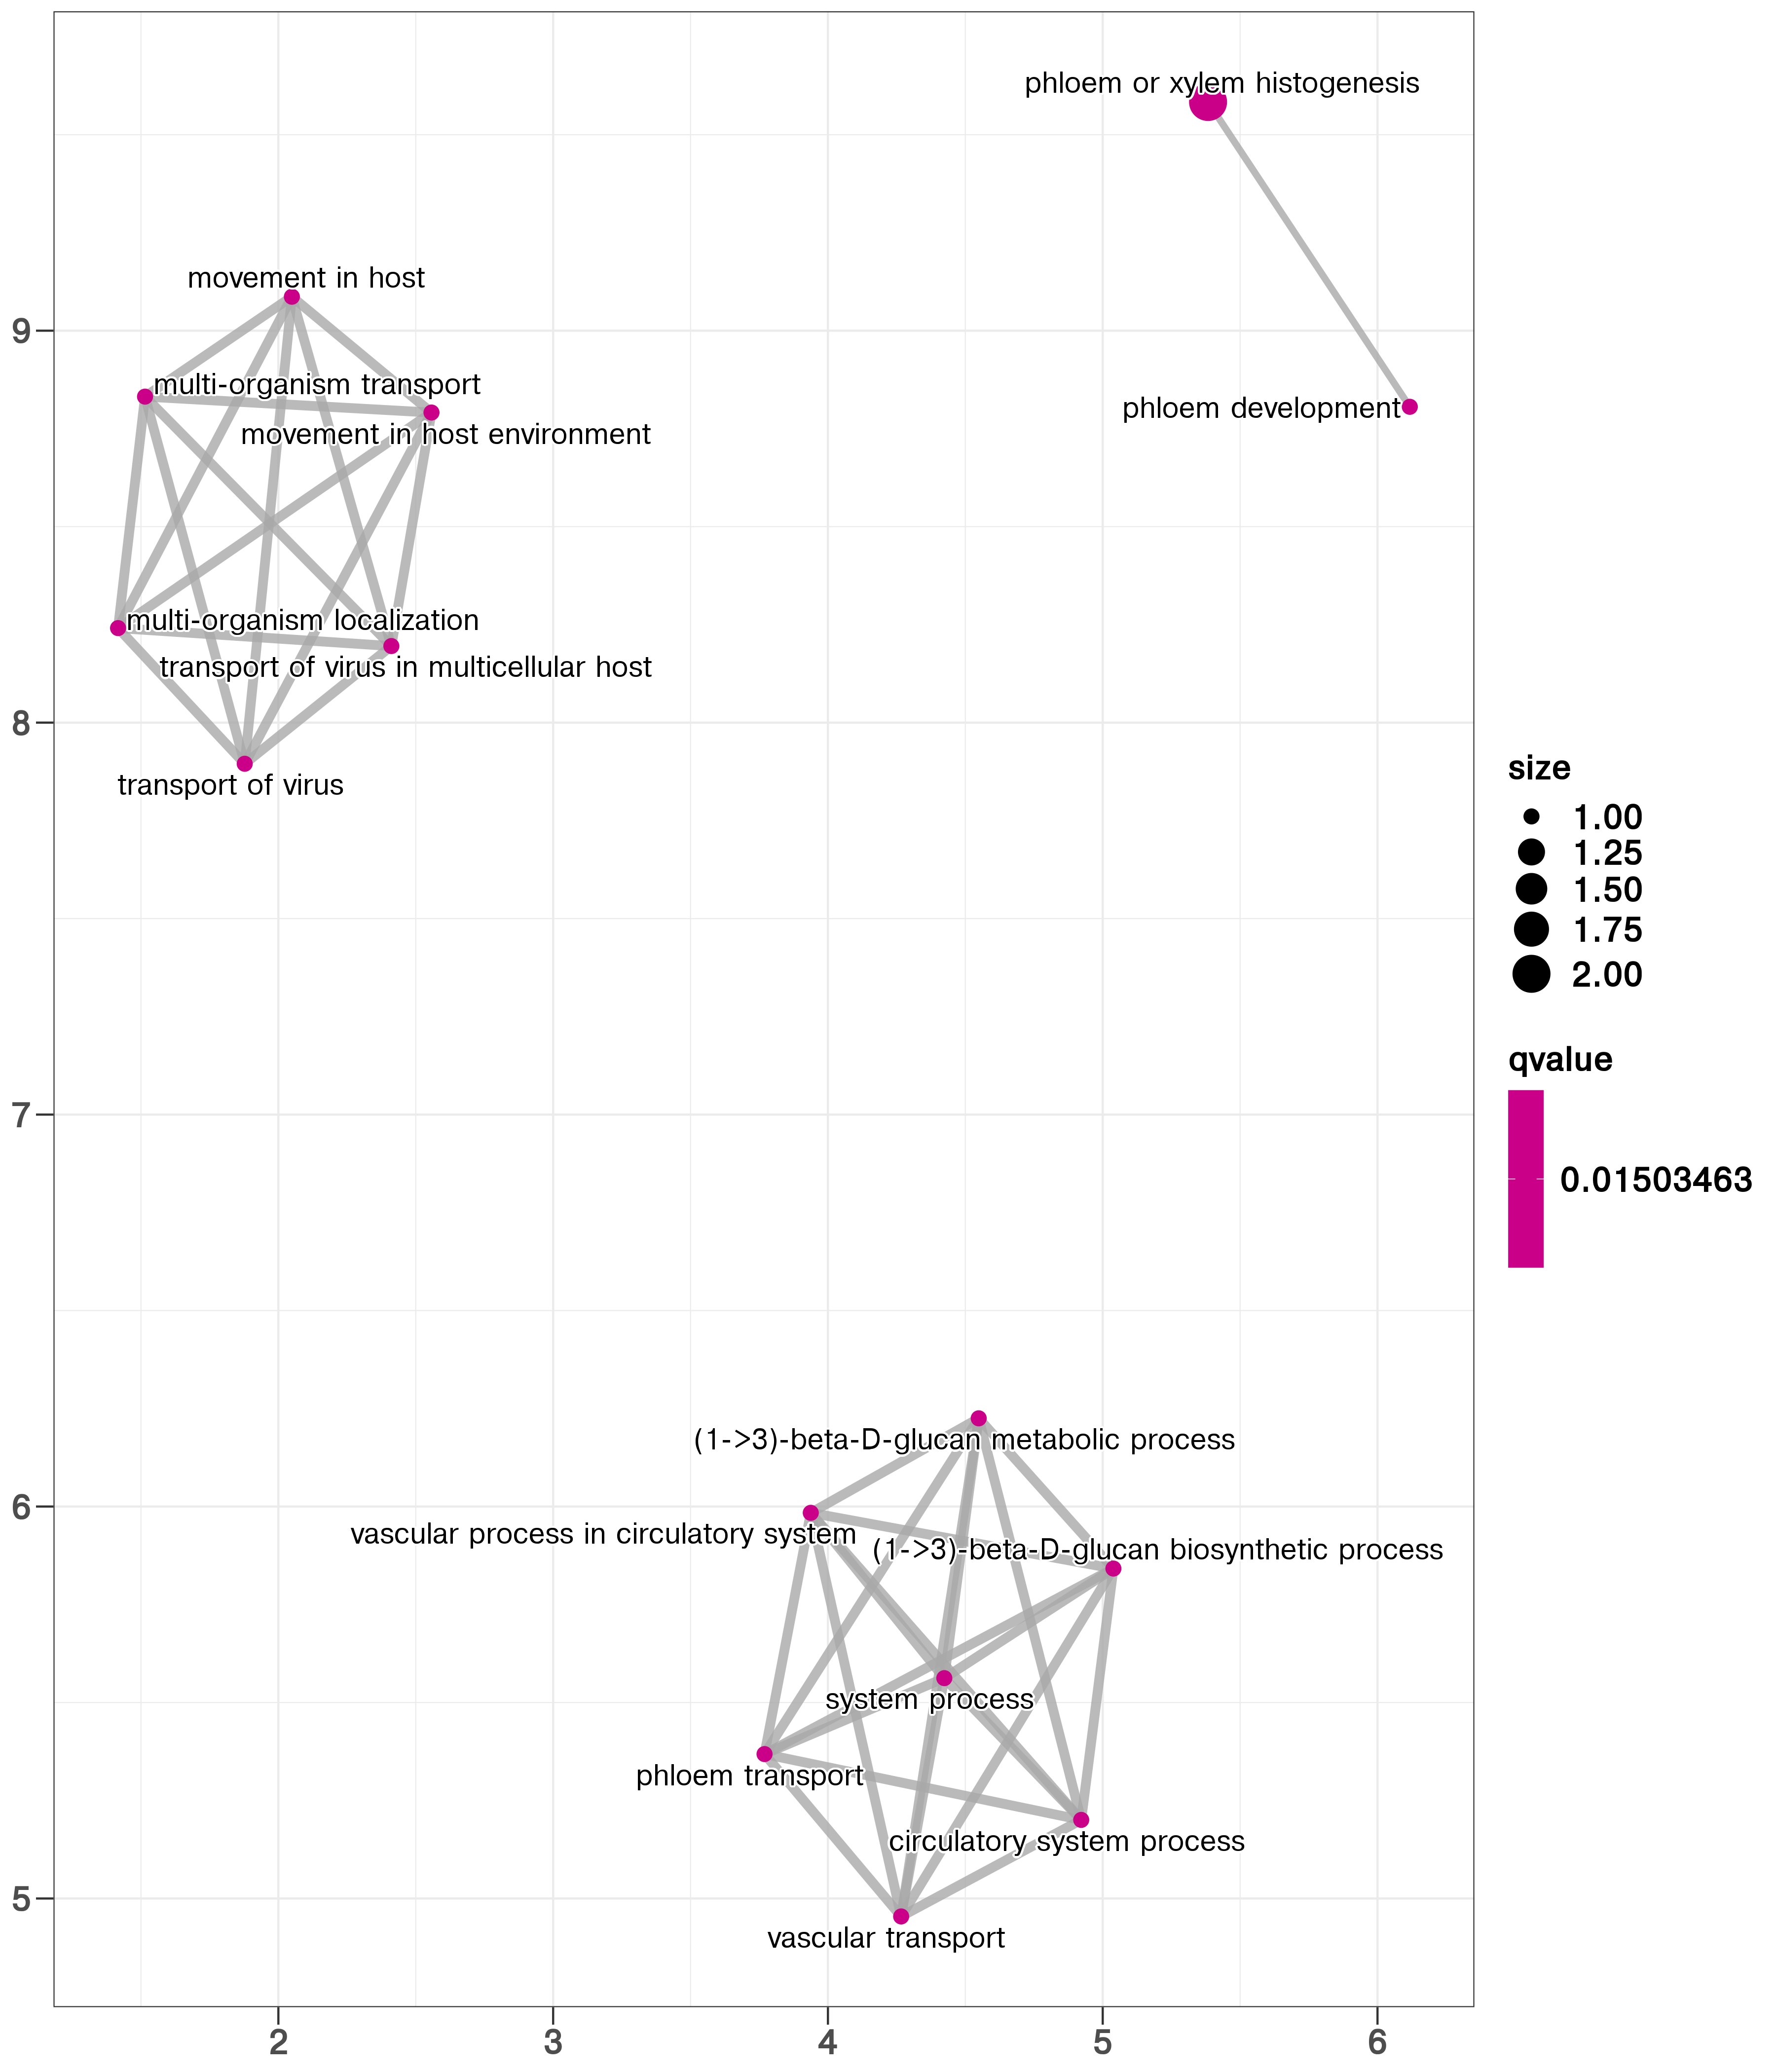 phloem or xylem histogenesis
movement in host
9
multi-organism transport
phloem development
movement in host environment
multi-organism localization
transport of virus in multicellular host
8
transport of virus
size
1.00
1.25
1.50
1.75
2.00
qvalue
7
0.01503463
(1->3)-beta-D-glucan metabolic process
6
vascular process in circulatory system
(1->3)-beta-D-glucan biosynthetic process
system process
phloem transport
circulatory system process
5
vascular transport
2 3 4 5 6